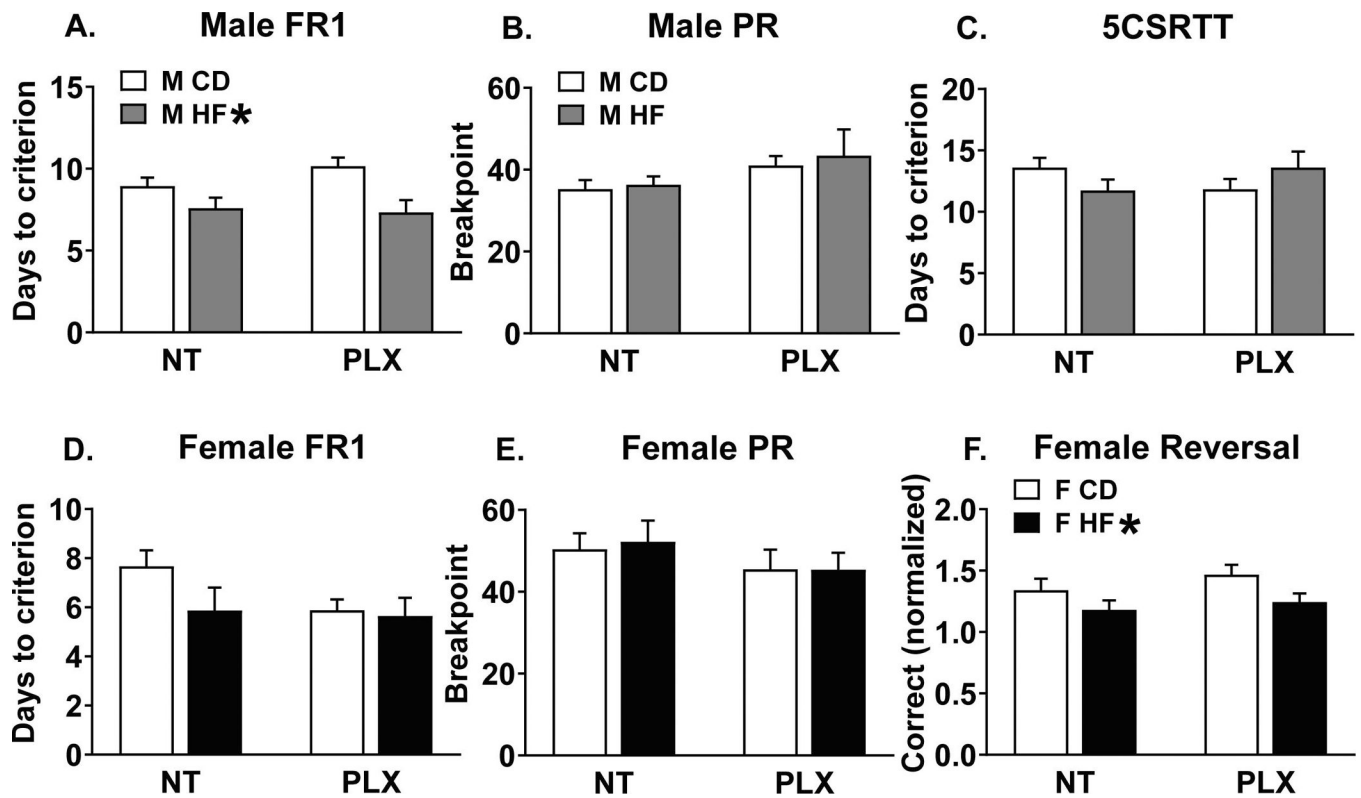 A. Male FR1
M CD
M HF*
Days to criterion
15
10
5
0
NT PLX
B. Male PR
M CD
M HF
Breakpoint
60
40
20
0
NT PLX
C. 5CSRTT
Days to criterion
20
15
10
5
0
NT PLX
D. Female FR1
Days to criterion
10
8
6
4
2
0
NT PLX
E. Female PR
Breakpoint
60
40
20
0
NT PLX
F. Female Reversal
F CD
F HF*
Correct (normalized)
2.0
1.5
1.0
0.5
0.0
NT PLX